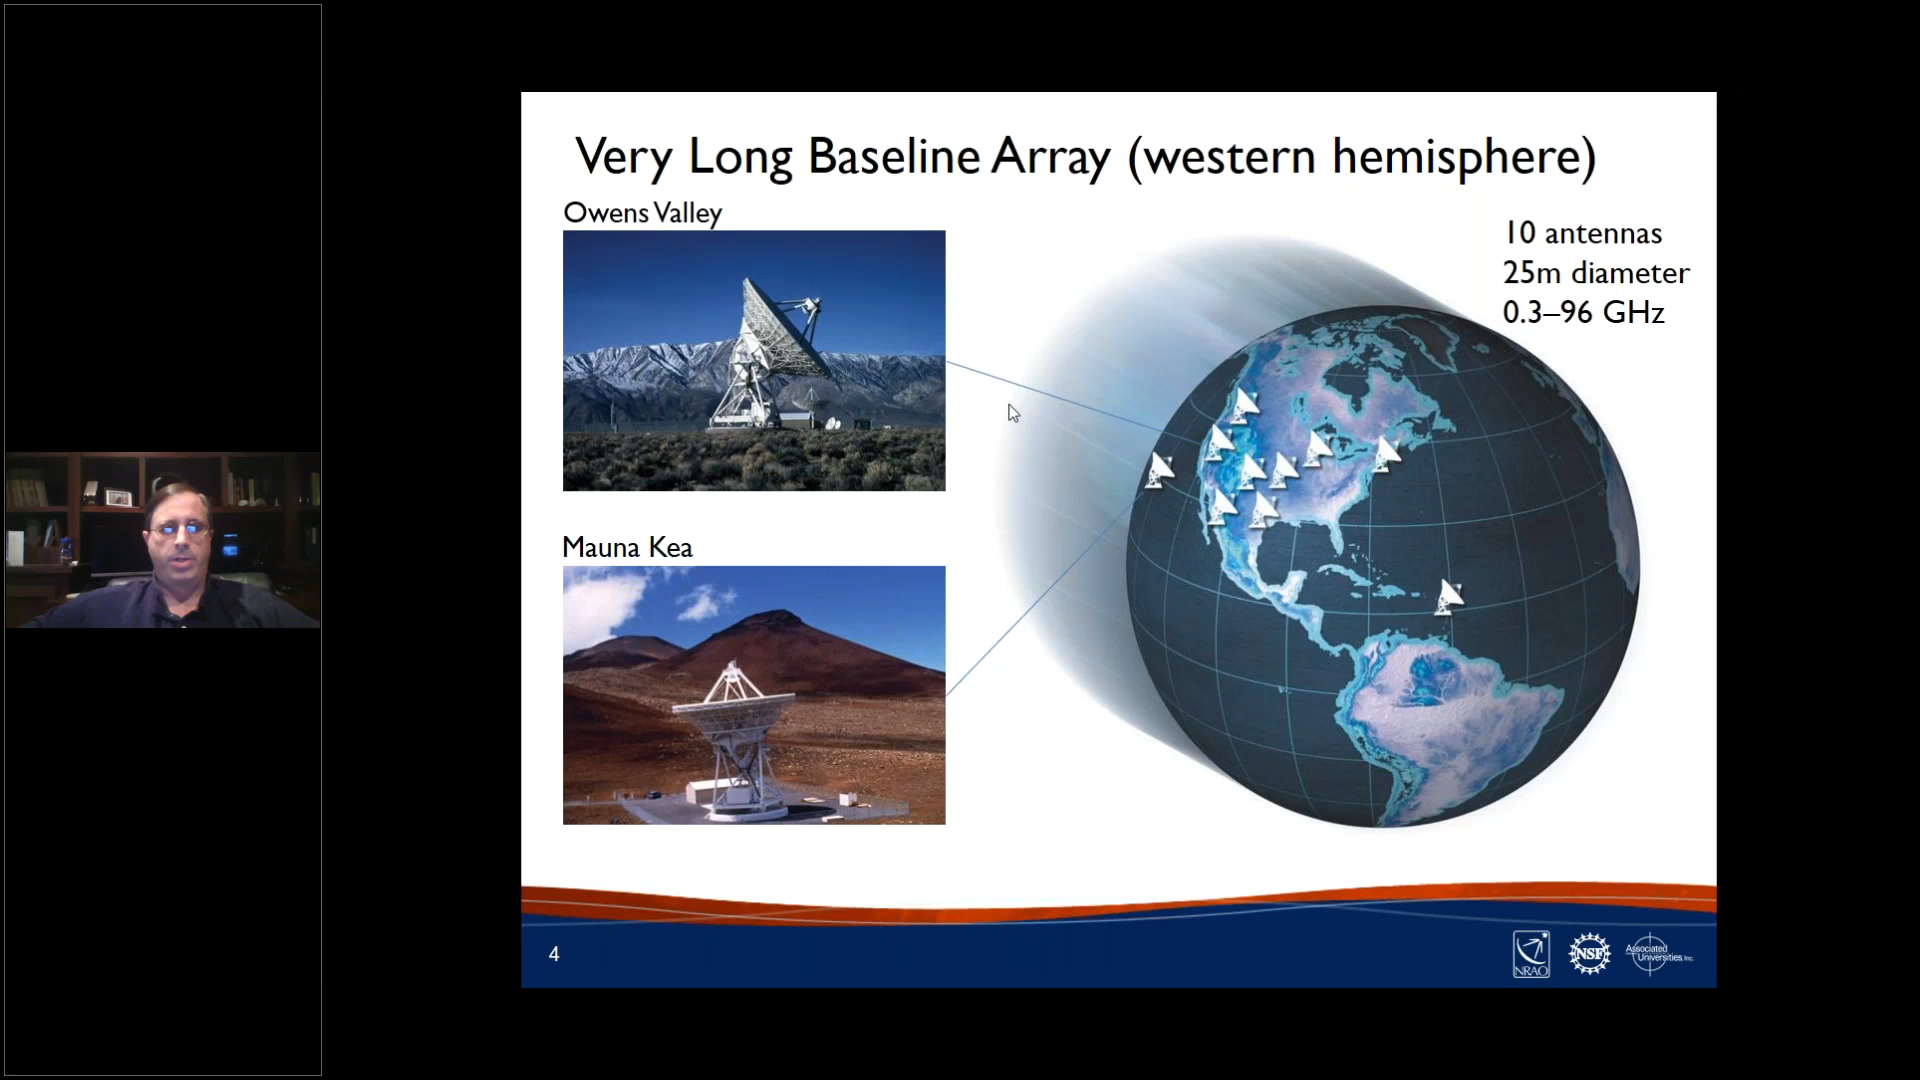 Very Long Baseline Array (western hemisphere)
Owens Valley
10 antennas
25m diameter
0.3–96 GHz
Mauna Kea
4
NRAO
NSF
Associated
Universities, Inc.